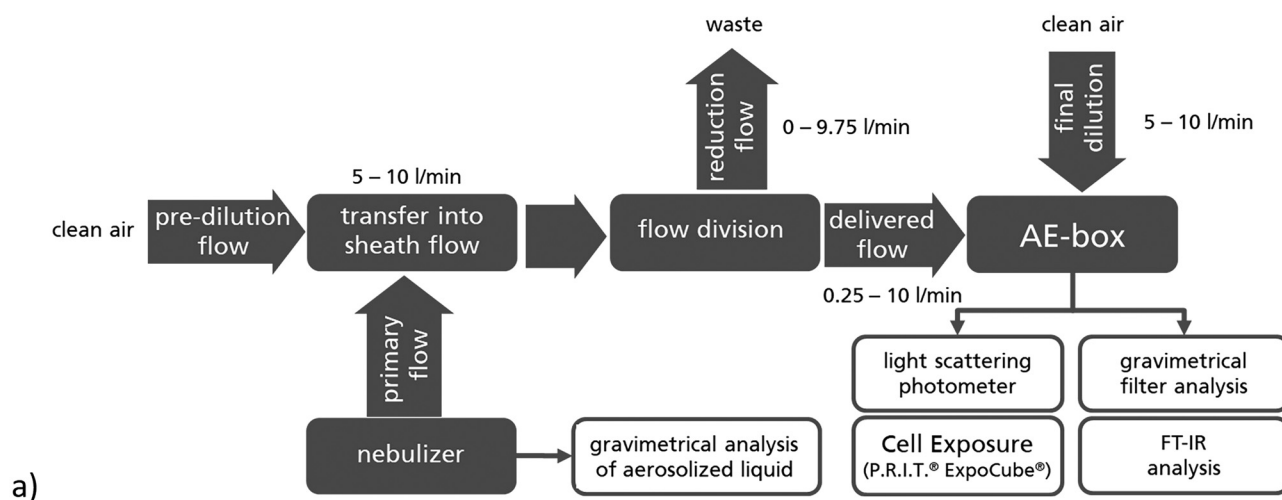 waste
clean air
reduction
flow
0 – 9.75 l/min
final
dilution
5 – 10 l/min
5 – 10 l/min
clean air
pre-dilution
flow
transfer into
sheath flow
flow division
delivered
flow
AE-box
0.25 – 10 l/min
primary
flow
light scattering
photometer
gravimetrical
filter analysis
nebulizer
gravimetrical analysis
of aerosolized liquid
Cell Exposure
(P.R.I.T.® ExpoCube®)
FT-IR
analysis
a)